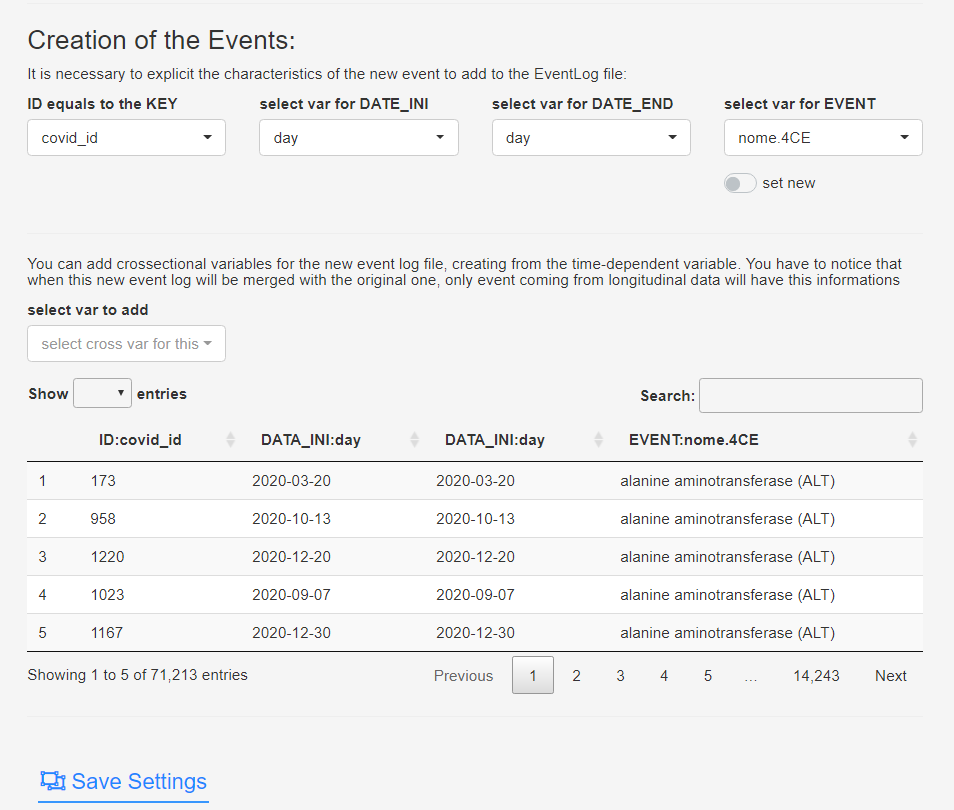 Creation of the Events:
It is necessary to explicit the characteristics of the new event to add to the EventLog file:
ID equals to the KEY select var for DATE_INI select var for DATE_END select var for EVENT
covid_id day day nome.4CE
set new
You can add crossectional variables for the new event log file, creating from the time-dependent variable. You have to notice that
when this new event log will be merged with the original one, only event coming from longitudinal data will have this informations
select var to add
select cross var for this
Show entries Search:
ID:covid_id DATA_INI:day DATA_INI:day EVENT:nome.4CE
1 173 2020-03-20 2020-03-20 alanine aminotransferase (ALT)
2 958 2020-10-13 2020-10-13 alanine aminotransferase (ALT)
3 1220 2020-12-20 2020-12-20 alanine aminotransferase (ALT)
4 1023 2020-09-07 2020-09-07 alanine aminotransferase (ALT)
5 1167 2020-12-30 2020-12-30 alanine aminotransferase (ALT)
Showing 1 to 5 of 71,213 entries Previous 1 2 3 4 5 … 14,243 Next
Save Settings